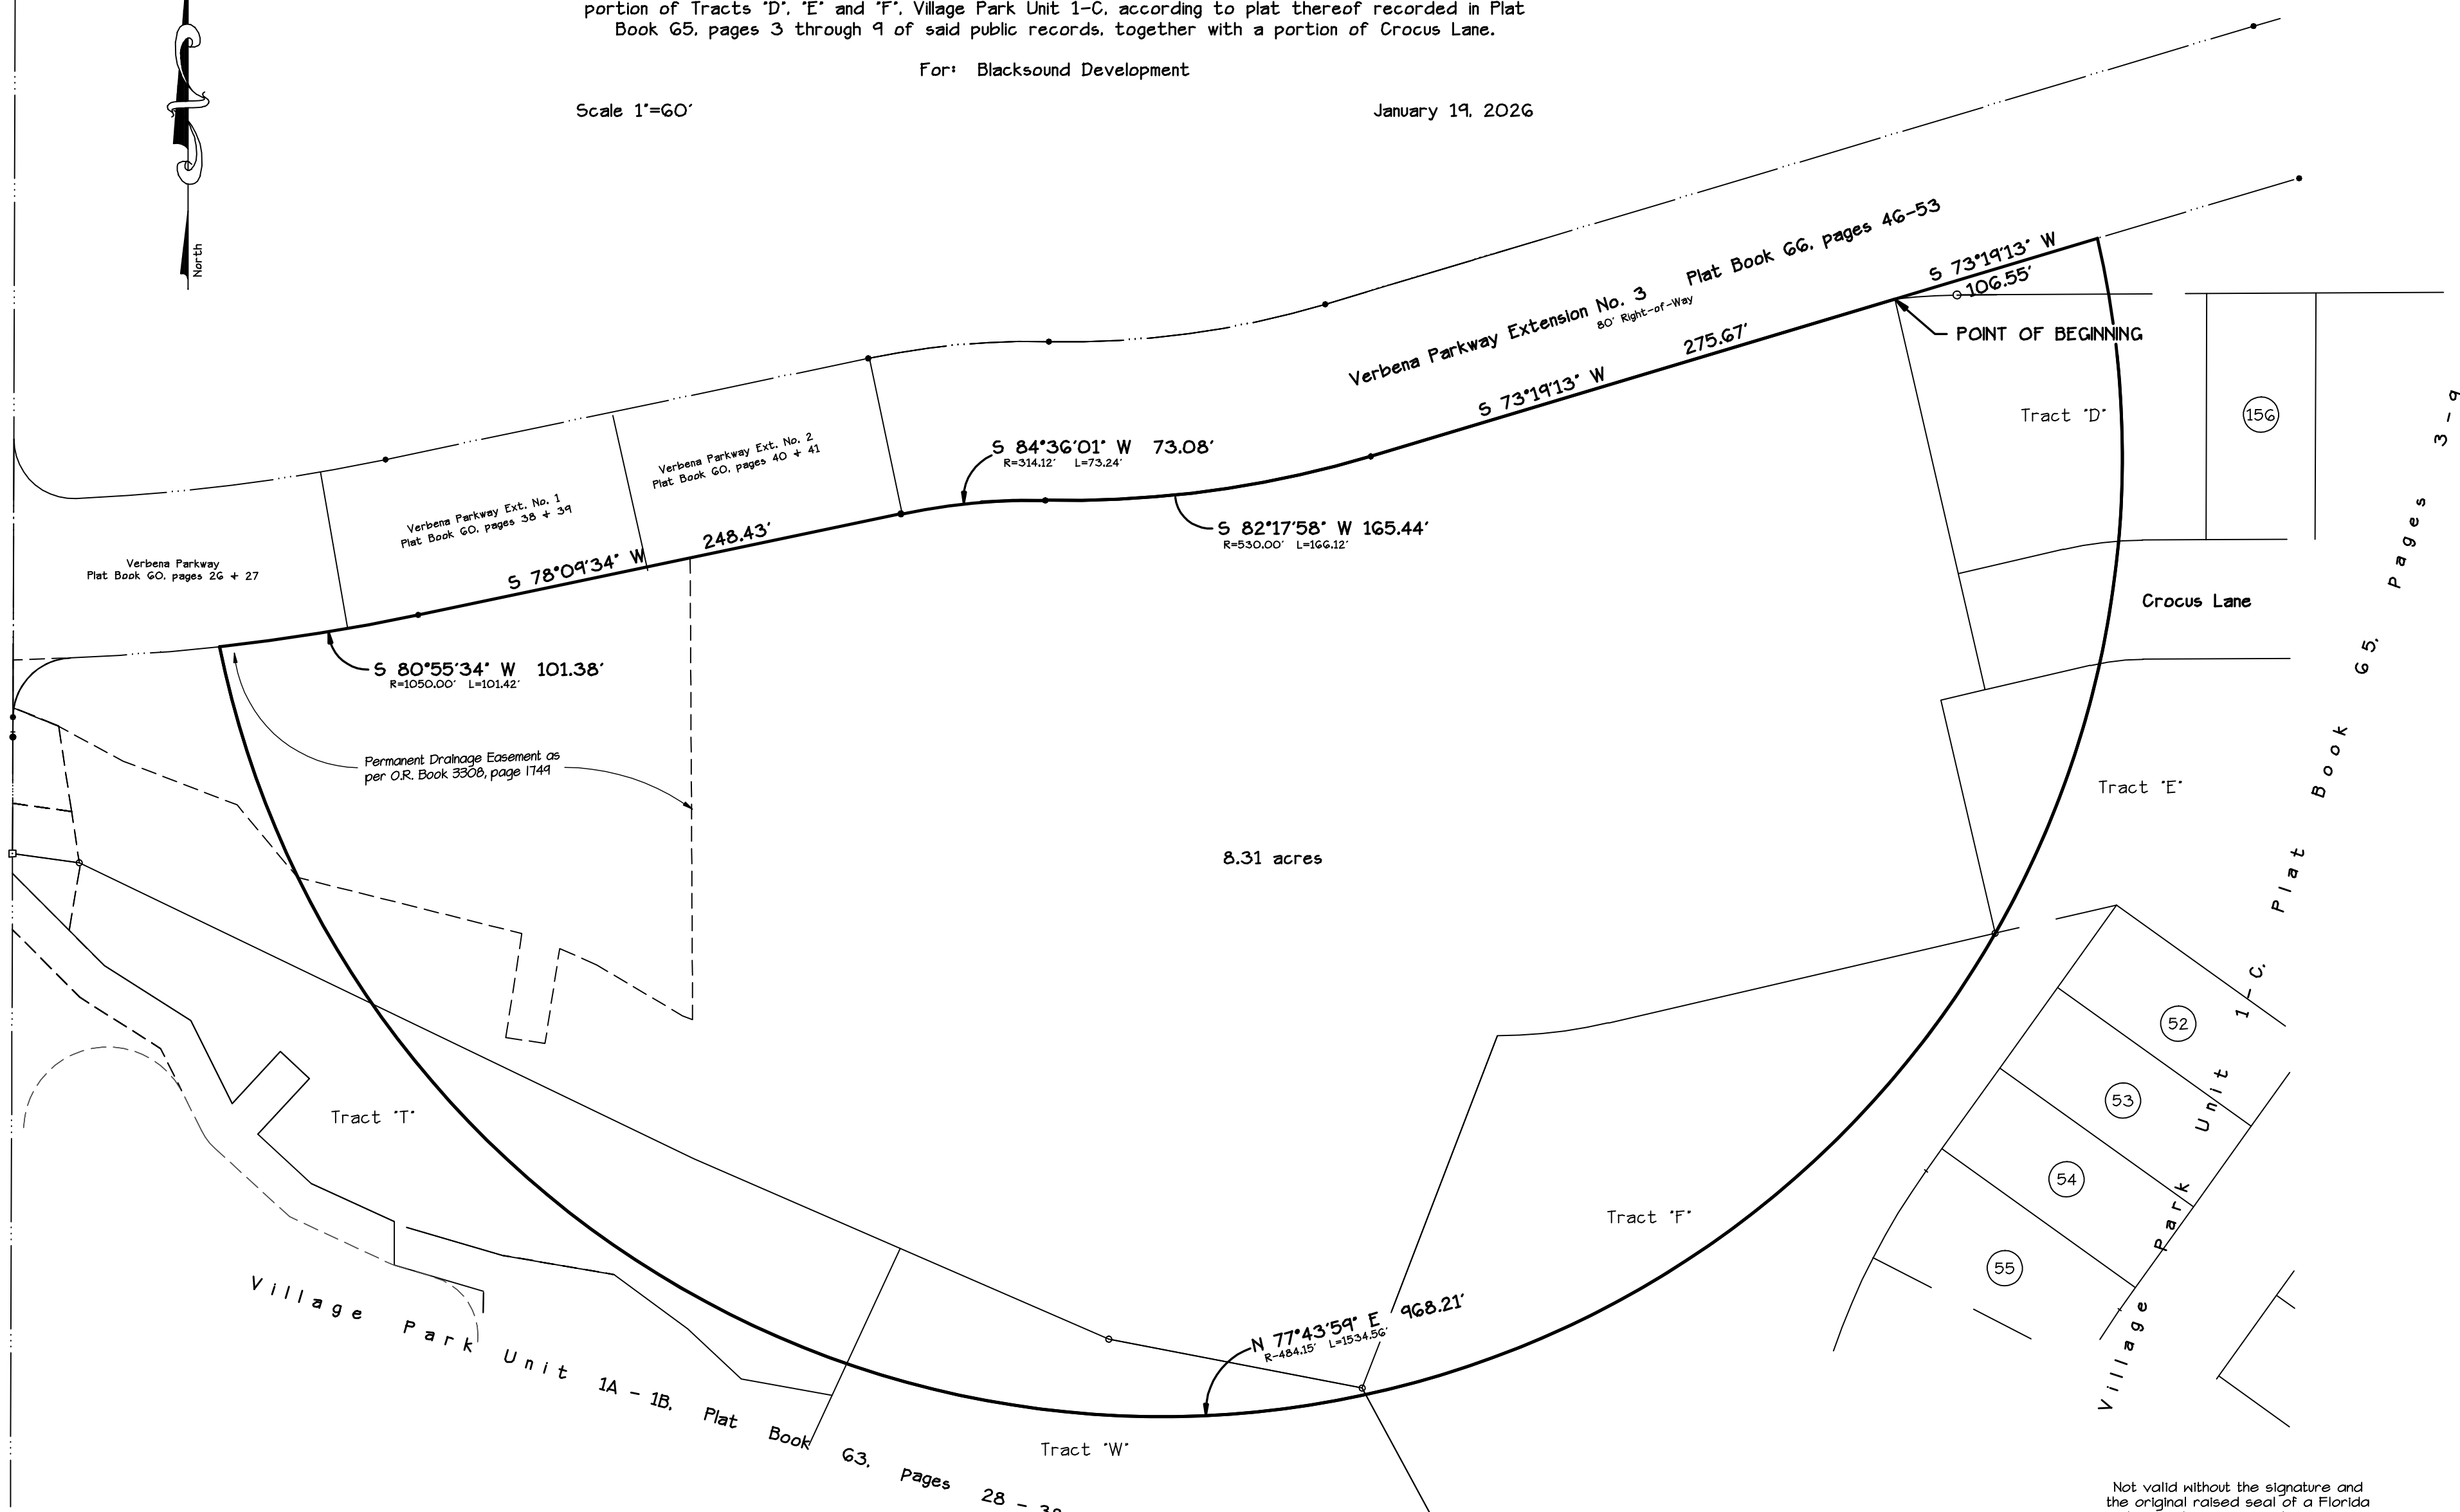 portion of Tracts "D", "E" and "F", Village Park Unit 1-C, according to plat thereof recorded in Plat
Book 65, pages 3 through 9 of said public records, together with a portion of Crocus Lane.
For: Blacksound Development
Scale 1"=60'
January 19, 2026
North
Verbena Parkway Extension No. 3
Plat Book 66, pages 46-53
80' Right-of-Way
S 73°19'13" W
106.55'
POINT OF BEGINNING
275.67'
S 73°19'13" W
Tract "D"
156
S 84°36'01" W 73.08'
R=314.12' L=73.24'
S 82°17'58" W 165.44'
R=530.00' L=166.12'
Verbena Parkway Ext. No. 2
Plat Book 60, pages 40 + 41
Verbena Parkway Ext. No. 1
Plat Book 60, pages 38 + 39
Verbena Parkway
Plat Book 60, pages 26 + 27
S 78°09'34" W
248.43'
S 80°55'34" W 101.38'
R=1050.00' L=101.42'
Permanent Drainage Easement as
per O.R. Book 3308, page 1749
Crocus Lane
Tract "E"
8.31 acres
52
53
54
55
Tract "T"
Tract "F"
N 77°43'59" E 968.21'
R-484.15' L=1534.56'
Tract "W"
Village Park Unit 1A - 1B, Plat Book 63, Pages 28 -
Village Park Unit 1-C, Plat Book 65, Pages 3-9
Not valid without the signature and
the original raised seal of a Florida